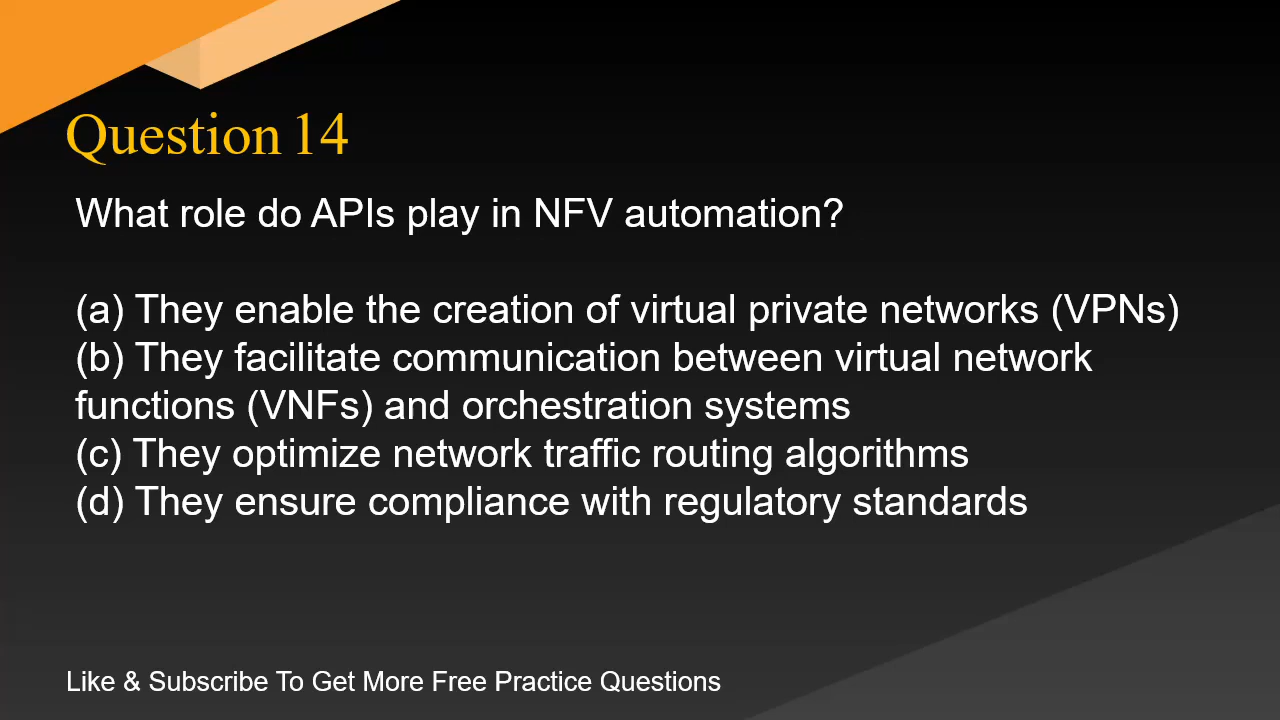 Question 14
What role do APIs play in NFV automation?
(a) They enable the creation of virtual private networks (VPNs)
(b) They facilitate communication between virtual network
functions (VNFs) and orchestration systems
(c) They optimize network traffic routing algorithms
(d) They ensure compliance with regulatory standards
Like & Subscribe To Get More Free Practice Questions